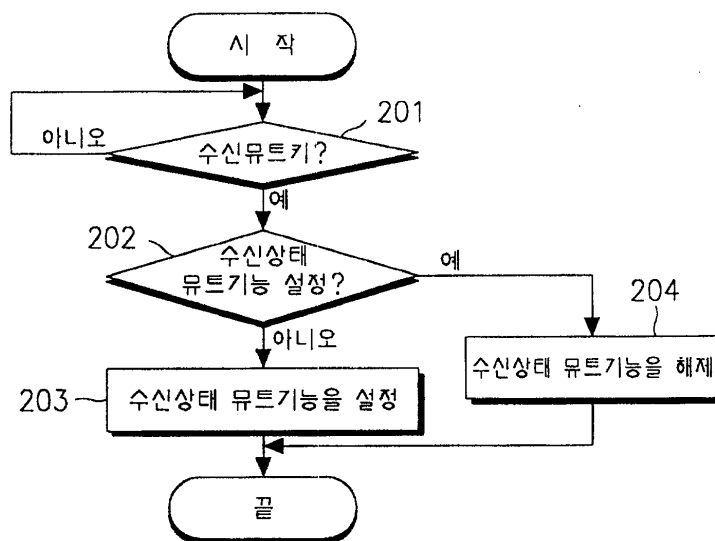 시 작
201
아니오
수신뮤트키?
예
202
수신상태
뮤트기능 설정?
예
204
아니오
203
수신상태 뮤트기능을 설정
수신상태 뮤트기능을 해제
끝